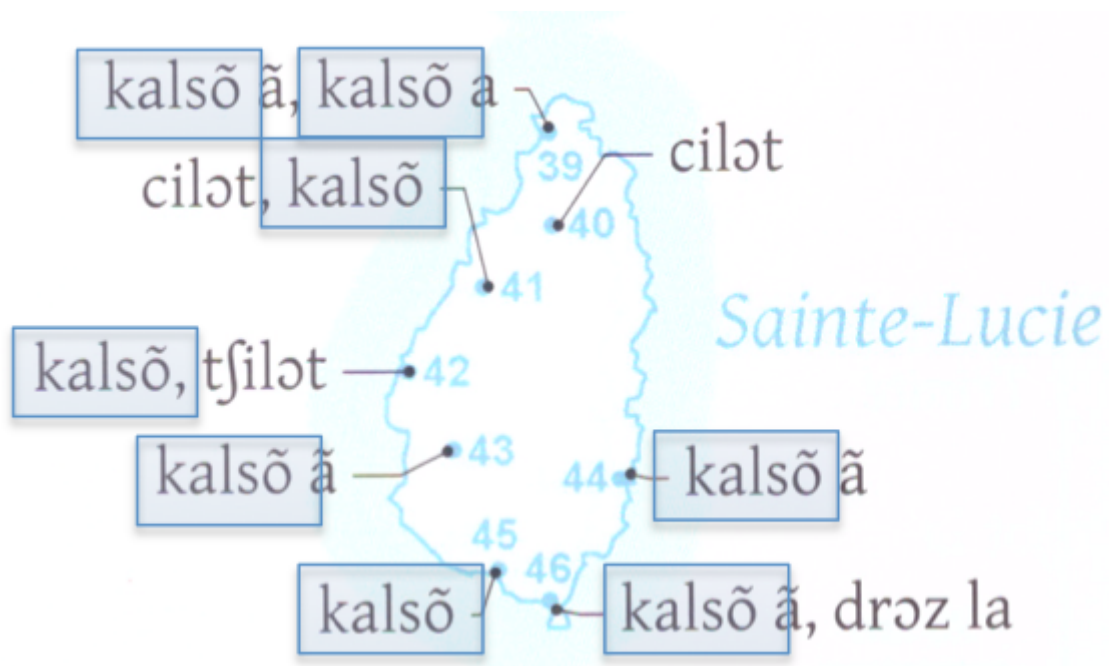 kalsõ ã, kalsõ a
39
cilɔt
cilɔt, kalsõ
40
41
Sainte-Lucie
kalsõ, tʃilɔt
42
kalsõ ã
43
44
kalsõ ã
45
46
kalsõ
kalsõ ã, drɔz la